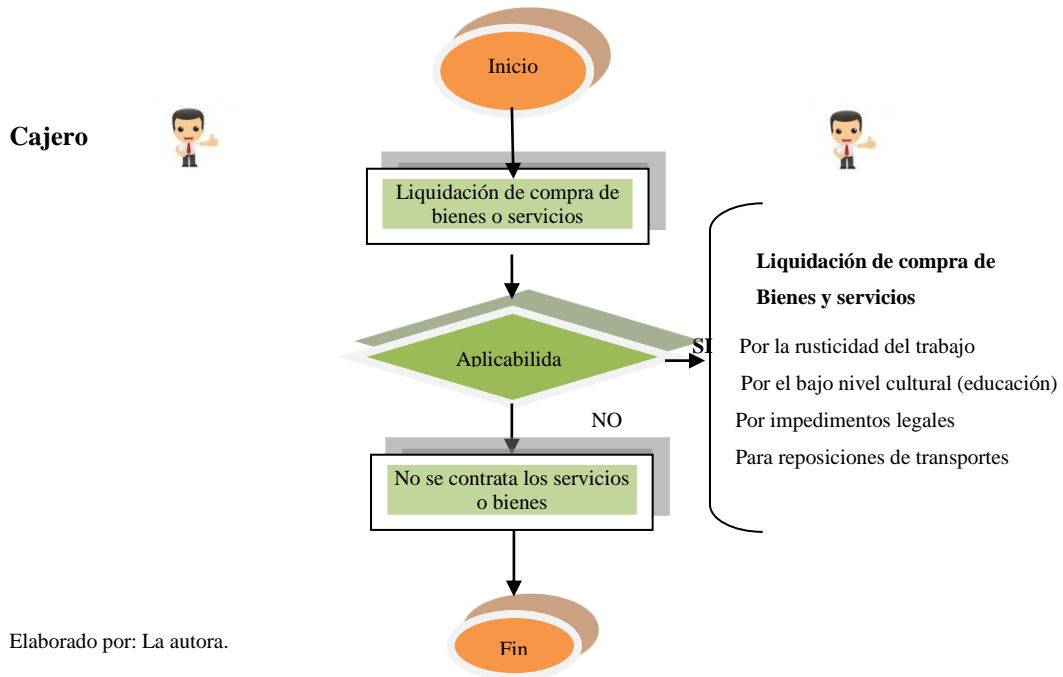 Inicio
Cajero
Liquidación de compra de
bienes o servicios
Liquidación de compra de
Bienes y servicios
Aplicabilida
SI
Por la rusticidad del trabajo
Por el bajo nivel cultural (educación)
Por impedimentos legales
Para reposiciones de transportes
NO
No se contrata los servicios
o bienes
Elaborado por: La autora.
Fin